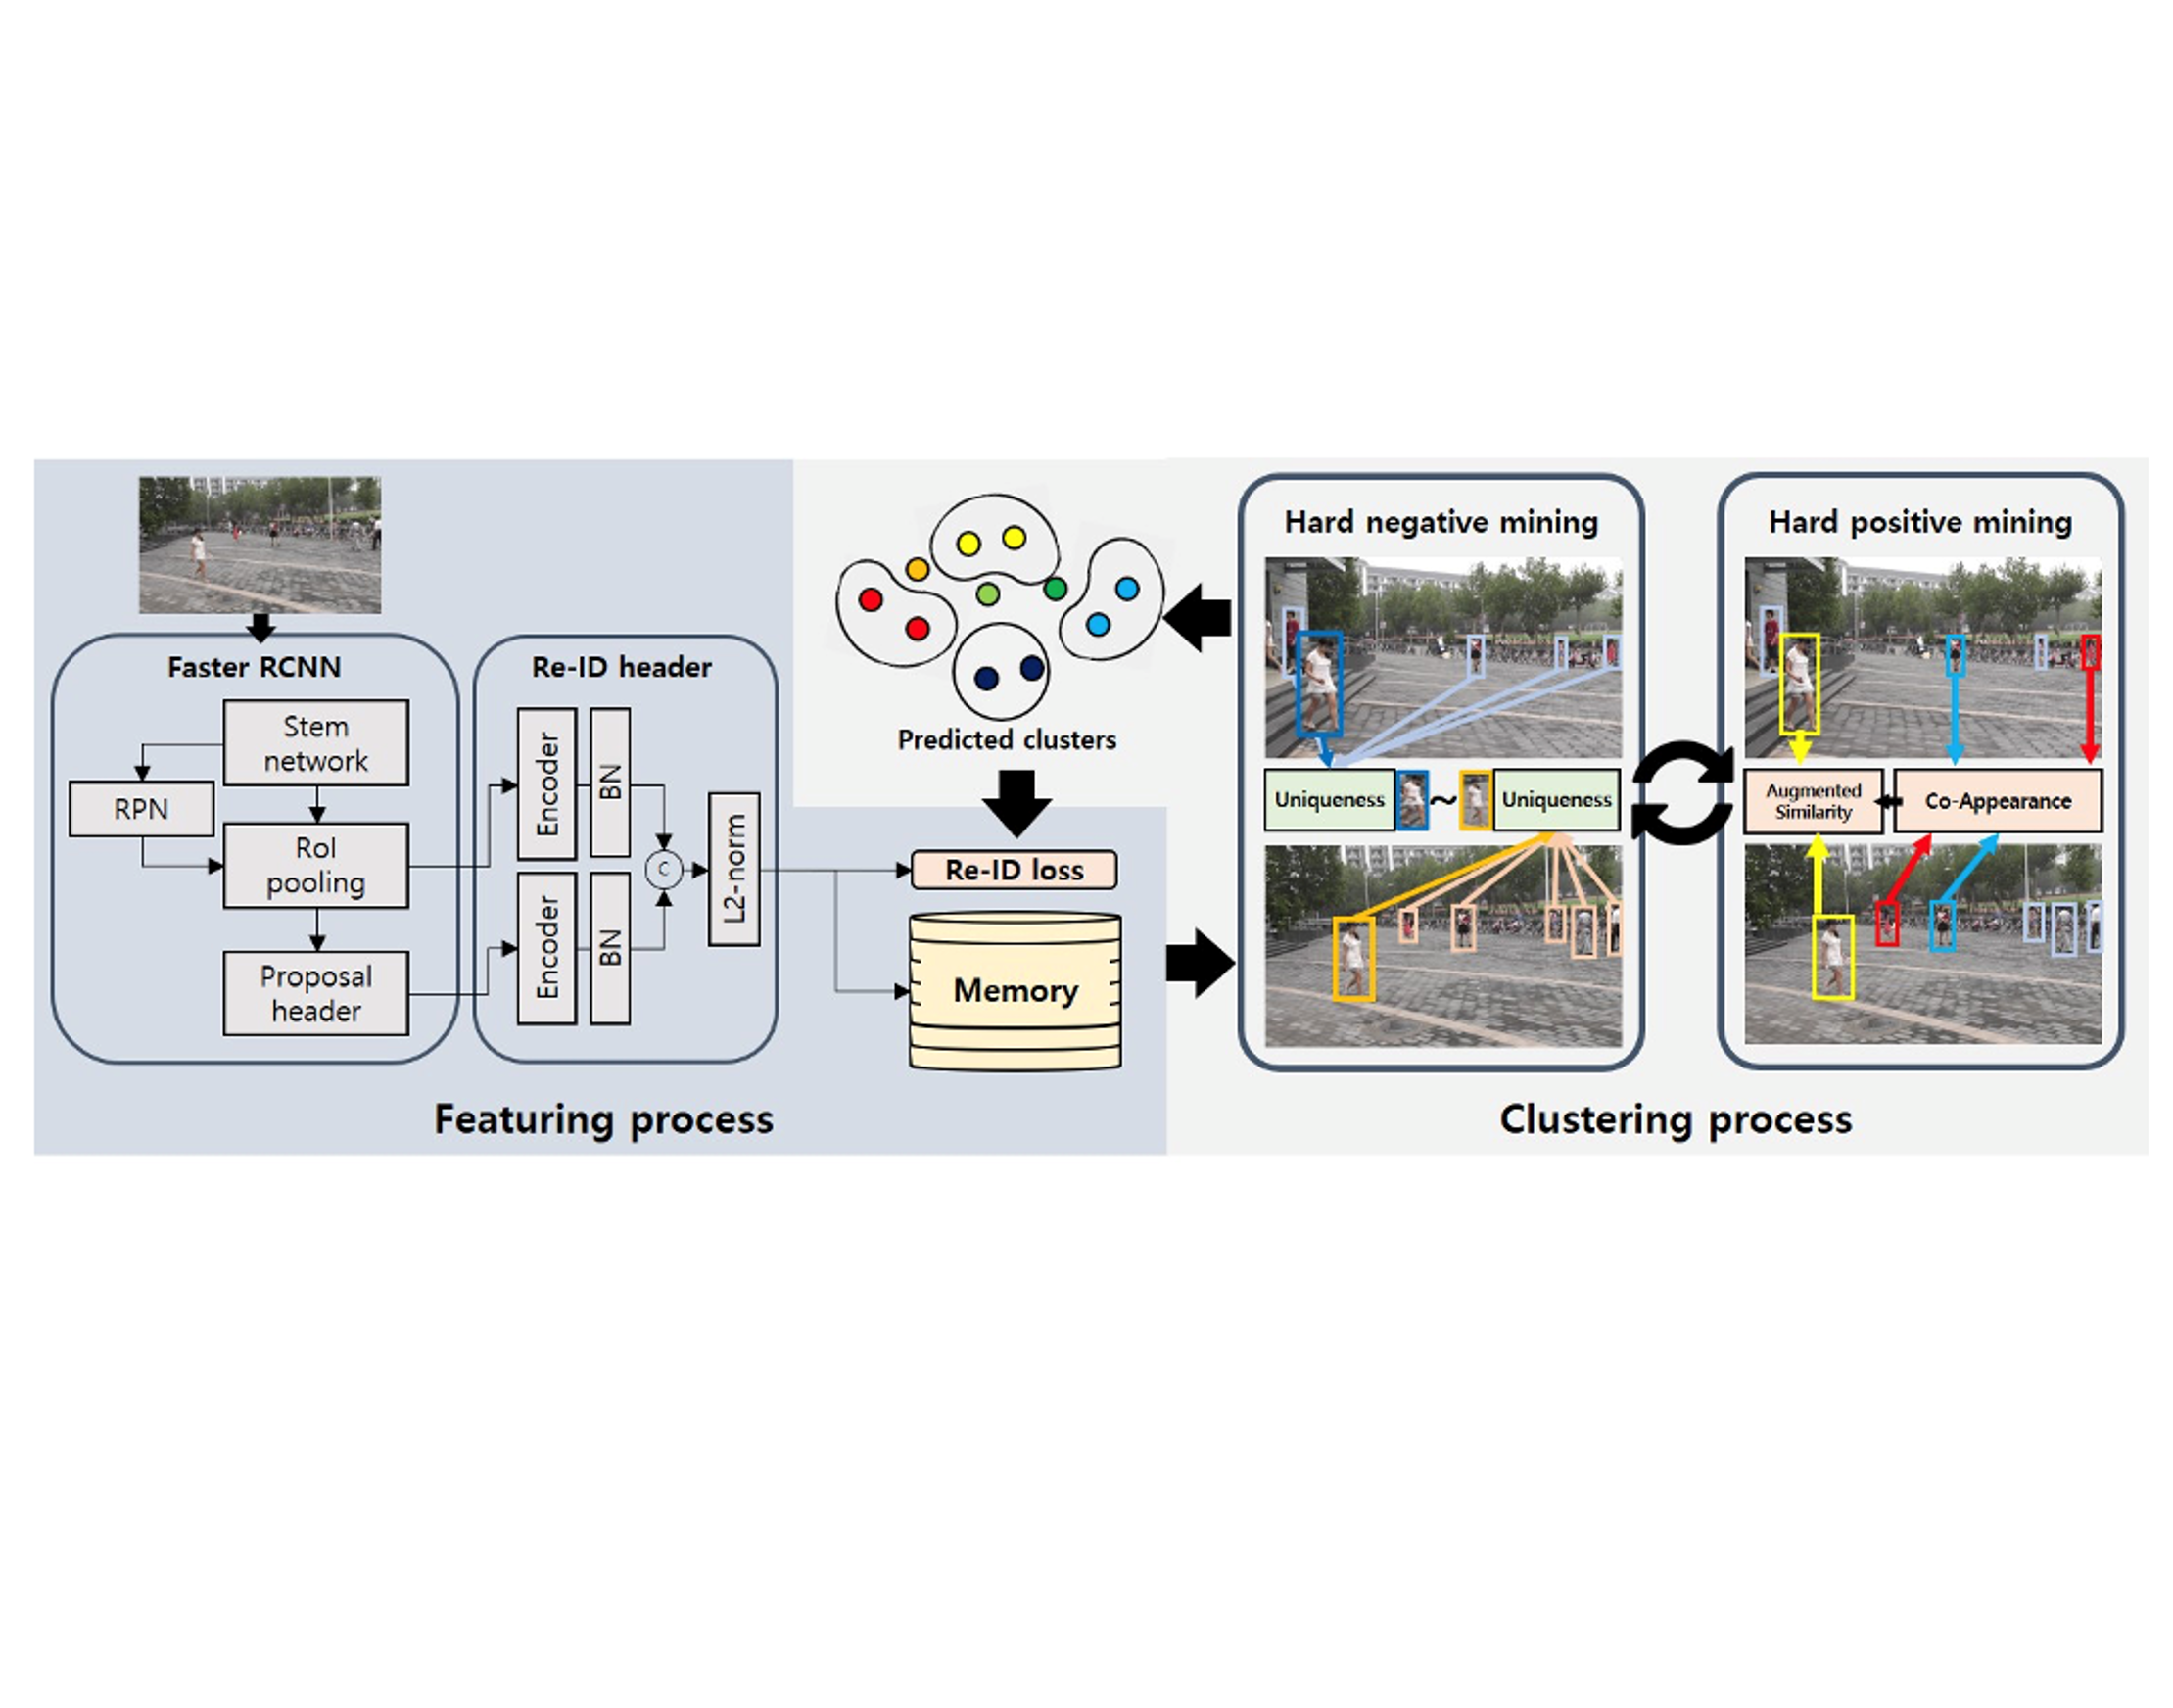 Faster RCNN
Stem
network
RPN
RoI
pooling
Proposal
header
Re-ID header
Encoder
BN
Encoder
BN
C
L2-norm
Re-ID loss
Memory
Featuring process
Predicted clusters
Hard negative mining
Uniqueness
~
Uniqueness
Hard positive mining
Augmented
Similarity
Co-Appearance
Clustering process